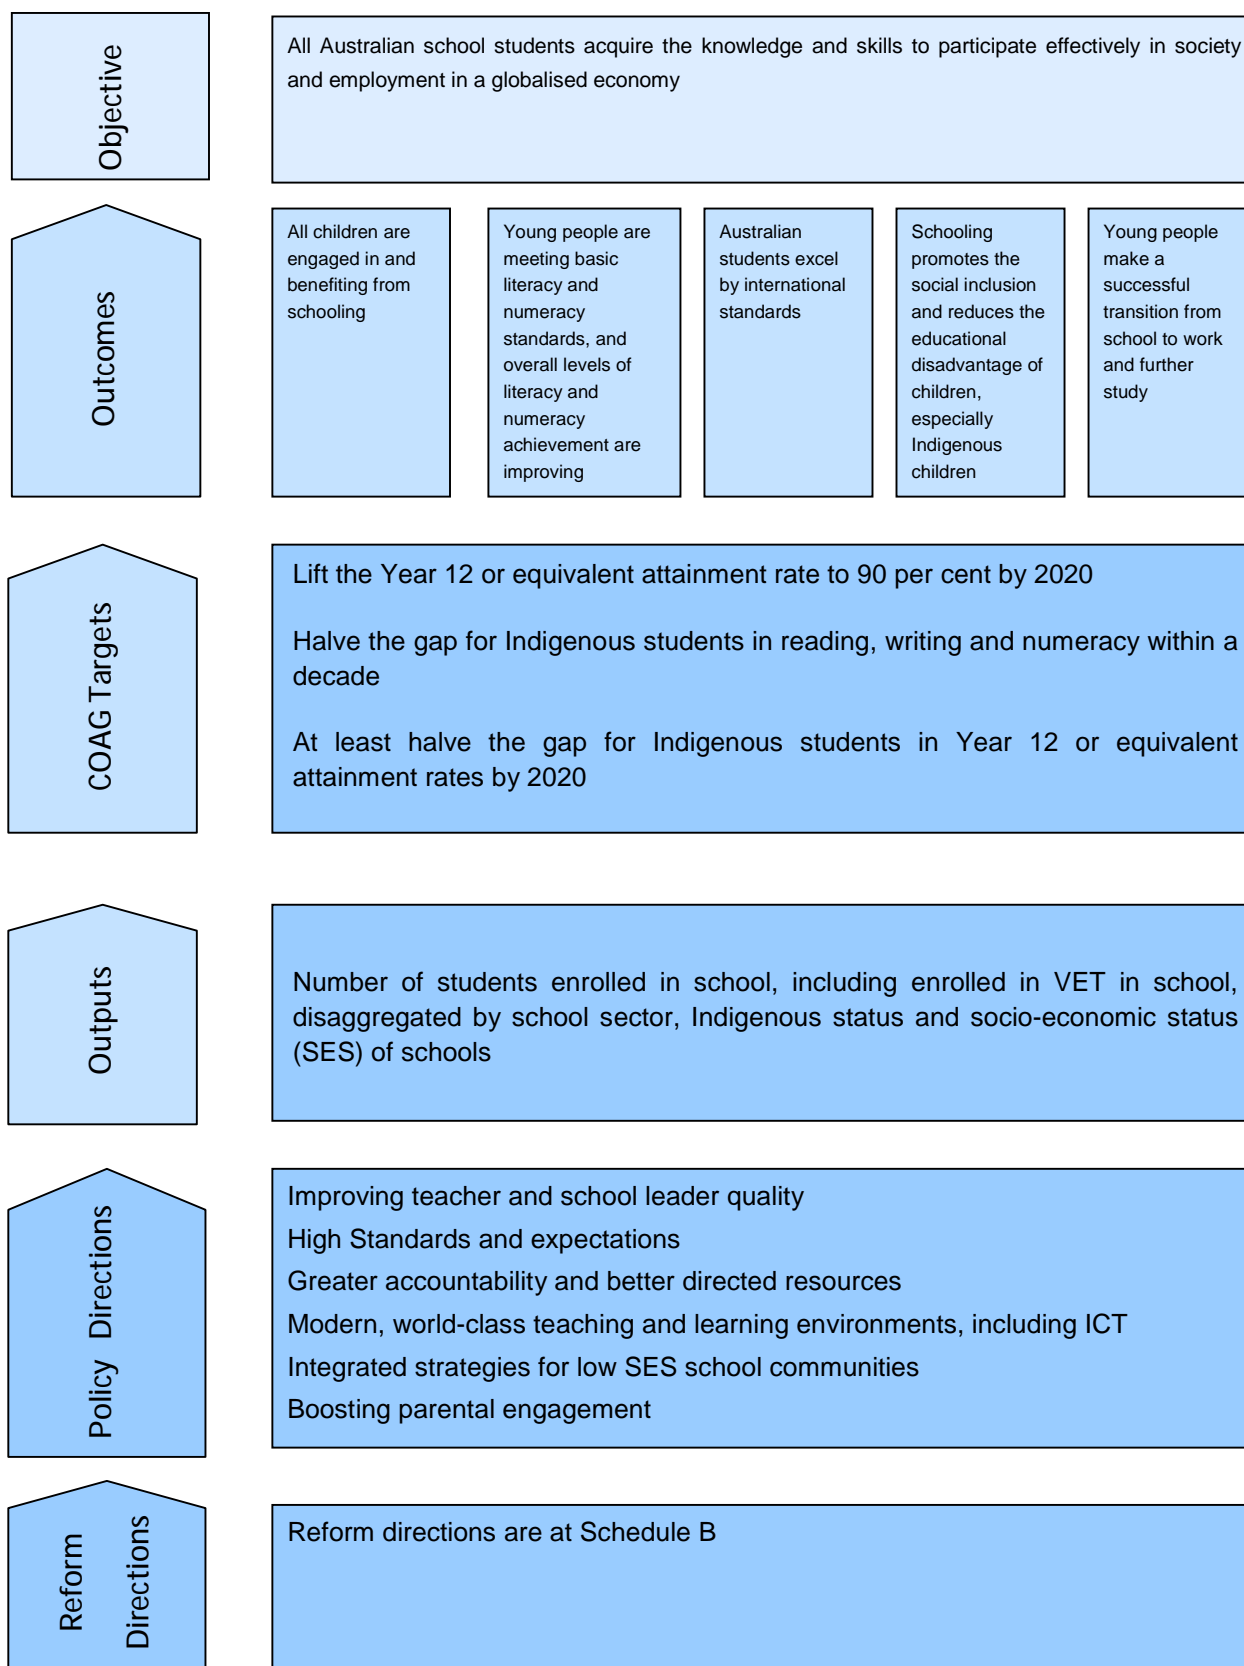 Objective
All Australian school students acquire the knowledge and skills to participate effectively in society
and employment in a globalised economy
Outcomes
All children are
engaged in and
benefiting from
schooling
Young people are
meeting basic
literacy and
numeracy
standards, and
overall levels of
literacy and
numeracy
achievement are
improving
Australian
students excel
by international
standards
Schooling
promotes the
social inclusion
and reduces the
educational
disadvantage of
children,
especially
Indigenous
children
Young people
make a
successful
transition from
school to work
and further
study
COAG Targets
Lift the Year 12 or equivalent attainment rate to 90 per cent by 2020
Halve the gap for Indigenous students in reading, writing and numeracy within a
decade
At least halve the gap for Indigenous students in Year 12 or equivalent
attainment rates by 2020
Outputs
Number of students enrolled in school, including enrolled in VET in school,
disaggregated by school sector, Indigenous status and socio-economic status
(SES) of schools
Policy Directions
Improving teacher and school leader quality
High Standards and expectations
Greater accountability and better directed resources
Modern, world-class teaching and learning environments, including ICT
Integrated strategies for low SES school communities
Boosting parental engagement
Reform
Directions
Reform directions are at Schedule B